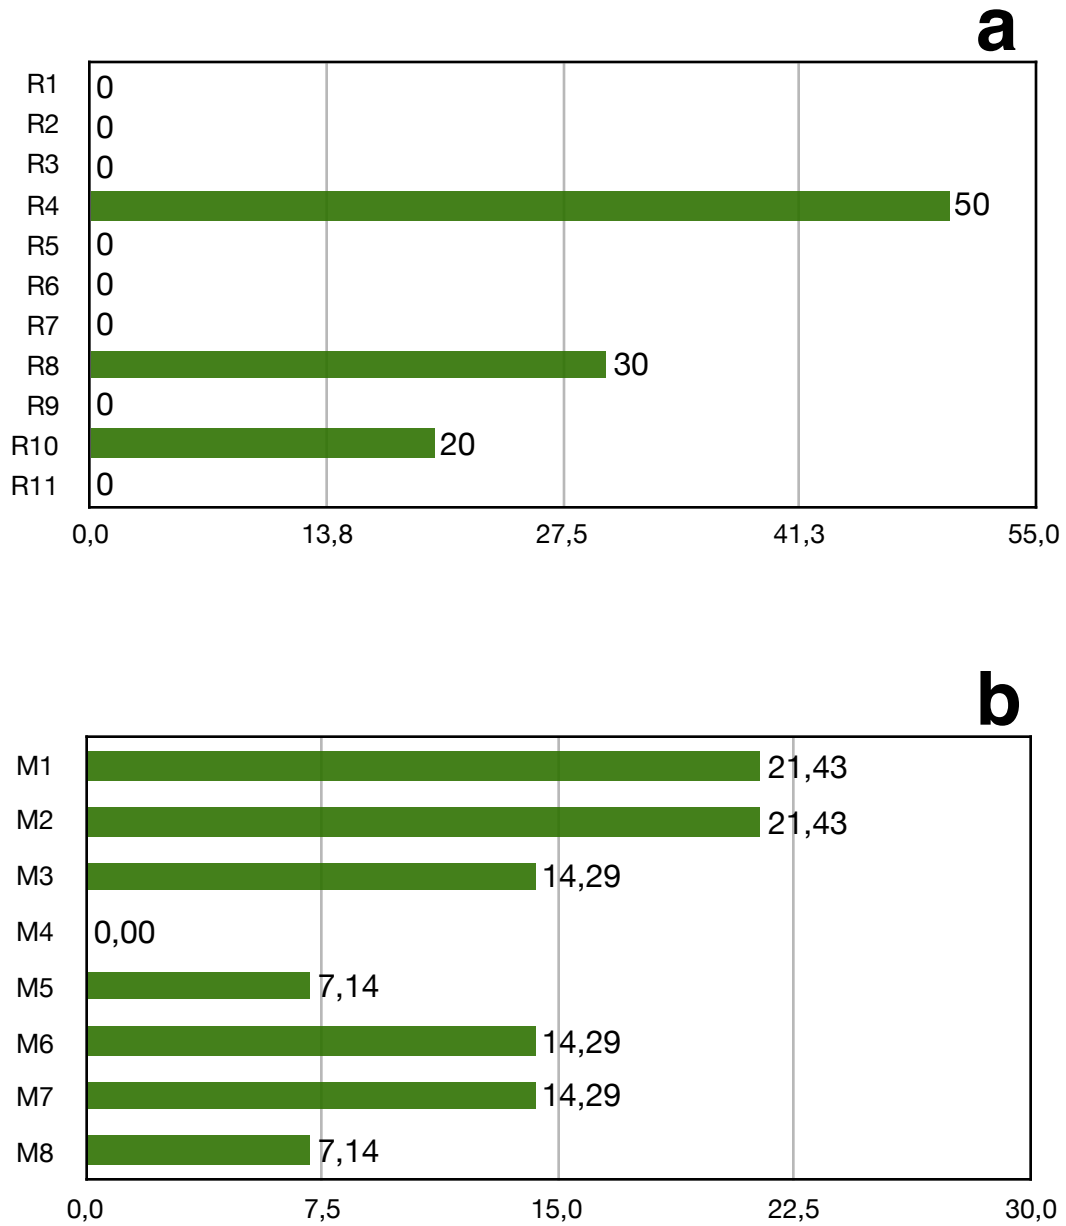 a
R1 0
R2 0
R3 0
R4 50
R5 0
R6 0
R7 0
R8 30
R9 0
R10 20
R11 0
0,0 13,8 27,5 41,3 55,0
b
M1 21,43
M2 21,43
M3 14,29
M4 0,00
M5 7,14
M6 14,29
M7 14,29
M8 7,14
0,0 7,5 15,0 22,5 30,0